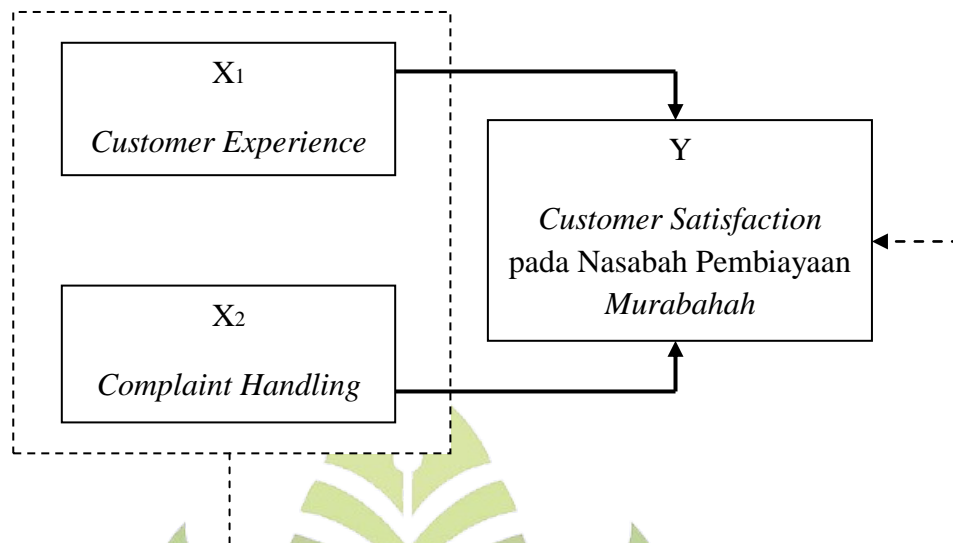 X1
Customer Experience
Y
Customer Satisfaction
pada Nasabah Pembiayaan
Murabahah
X2
Complaint Handling